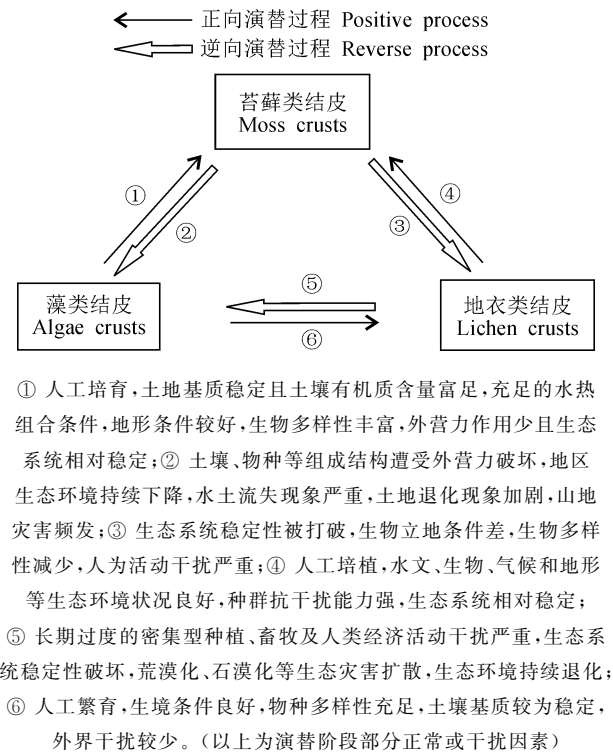 正向演替过程 Positive process
逆向演替过程 Reverse process
苔藓类结皮
Moss crusts
①
②
④
③
藻类结皮
Algae crusts
⑤
⑥
地衣类结皮
Lichen crusts
① 人工培育,土地基质稳定且土壤有机质含量富足,充足的水热
组合条件,地形条件较好,生物多样性丰富,外营力作用少且生态
系统相对稳定;② 土壤、物种等组成结构遭受外营力破坏,地区
生态环境持续下降,水土流失现象严重,土地退化现象加剧,山地
灾害频发;③ 生态系统稳定性被打破,生物立地条件差,生物多样
性减少,人为活动干扰严重;④ 人工培植,水文、生物、气候和地形
等生态环境状况良好,种群抗干扰能力强,生态系统相对稳定;
⑤ 长期过度的密集型种植、畜牧及人类经济活动干扰严重,生态系
统稳定性破坏,荒漠化、石漠化等生态灾害扩散,生态环境持续退化;
⑥ 人工繁育,生境条件良好,物种多样性充足,土壤基质较为稳定,
外界干扰较少。(以上为演替阶段部分正常或干扰因素)